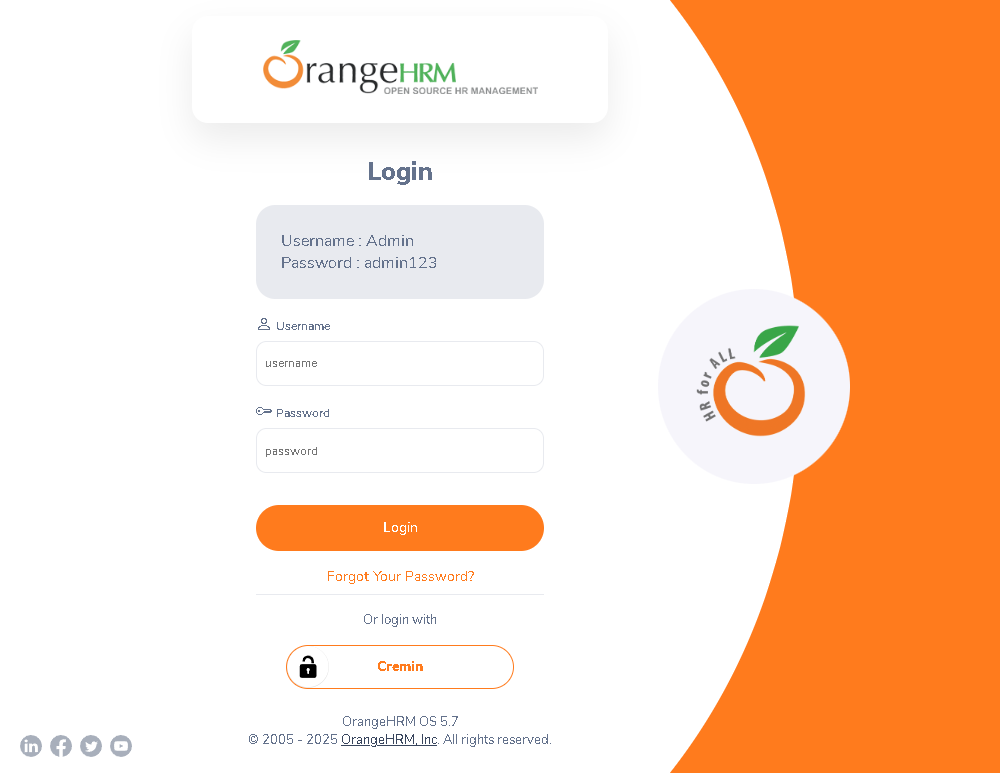 OrangeHRM
OPEN SOURCE HR MANAGEMENT
Login
Username : Admin
Password : admin123
Username
username
Password
password
Login
Forgot Your Password?
Or login with
Cremin
OrangeHRM OS 5.7
© 2005 - 2025 OrangeHRM, Inc. All rights reserved.
HR for ALL